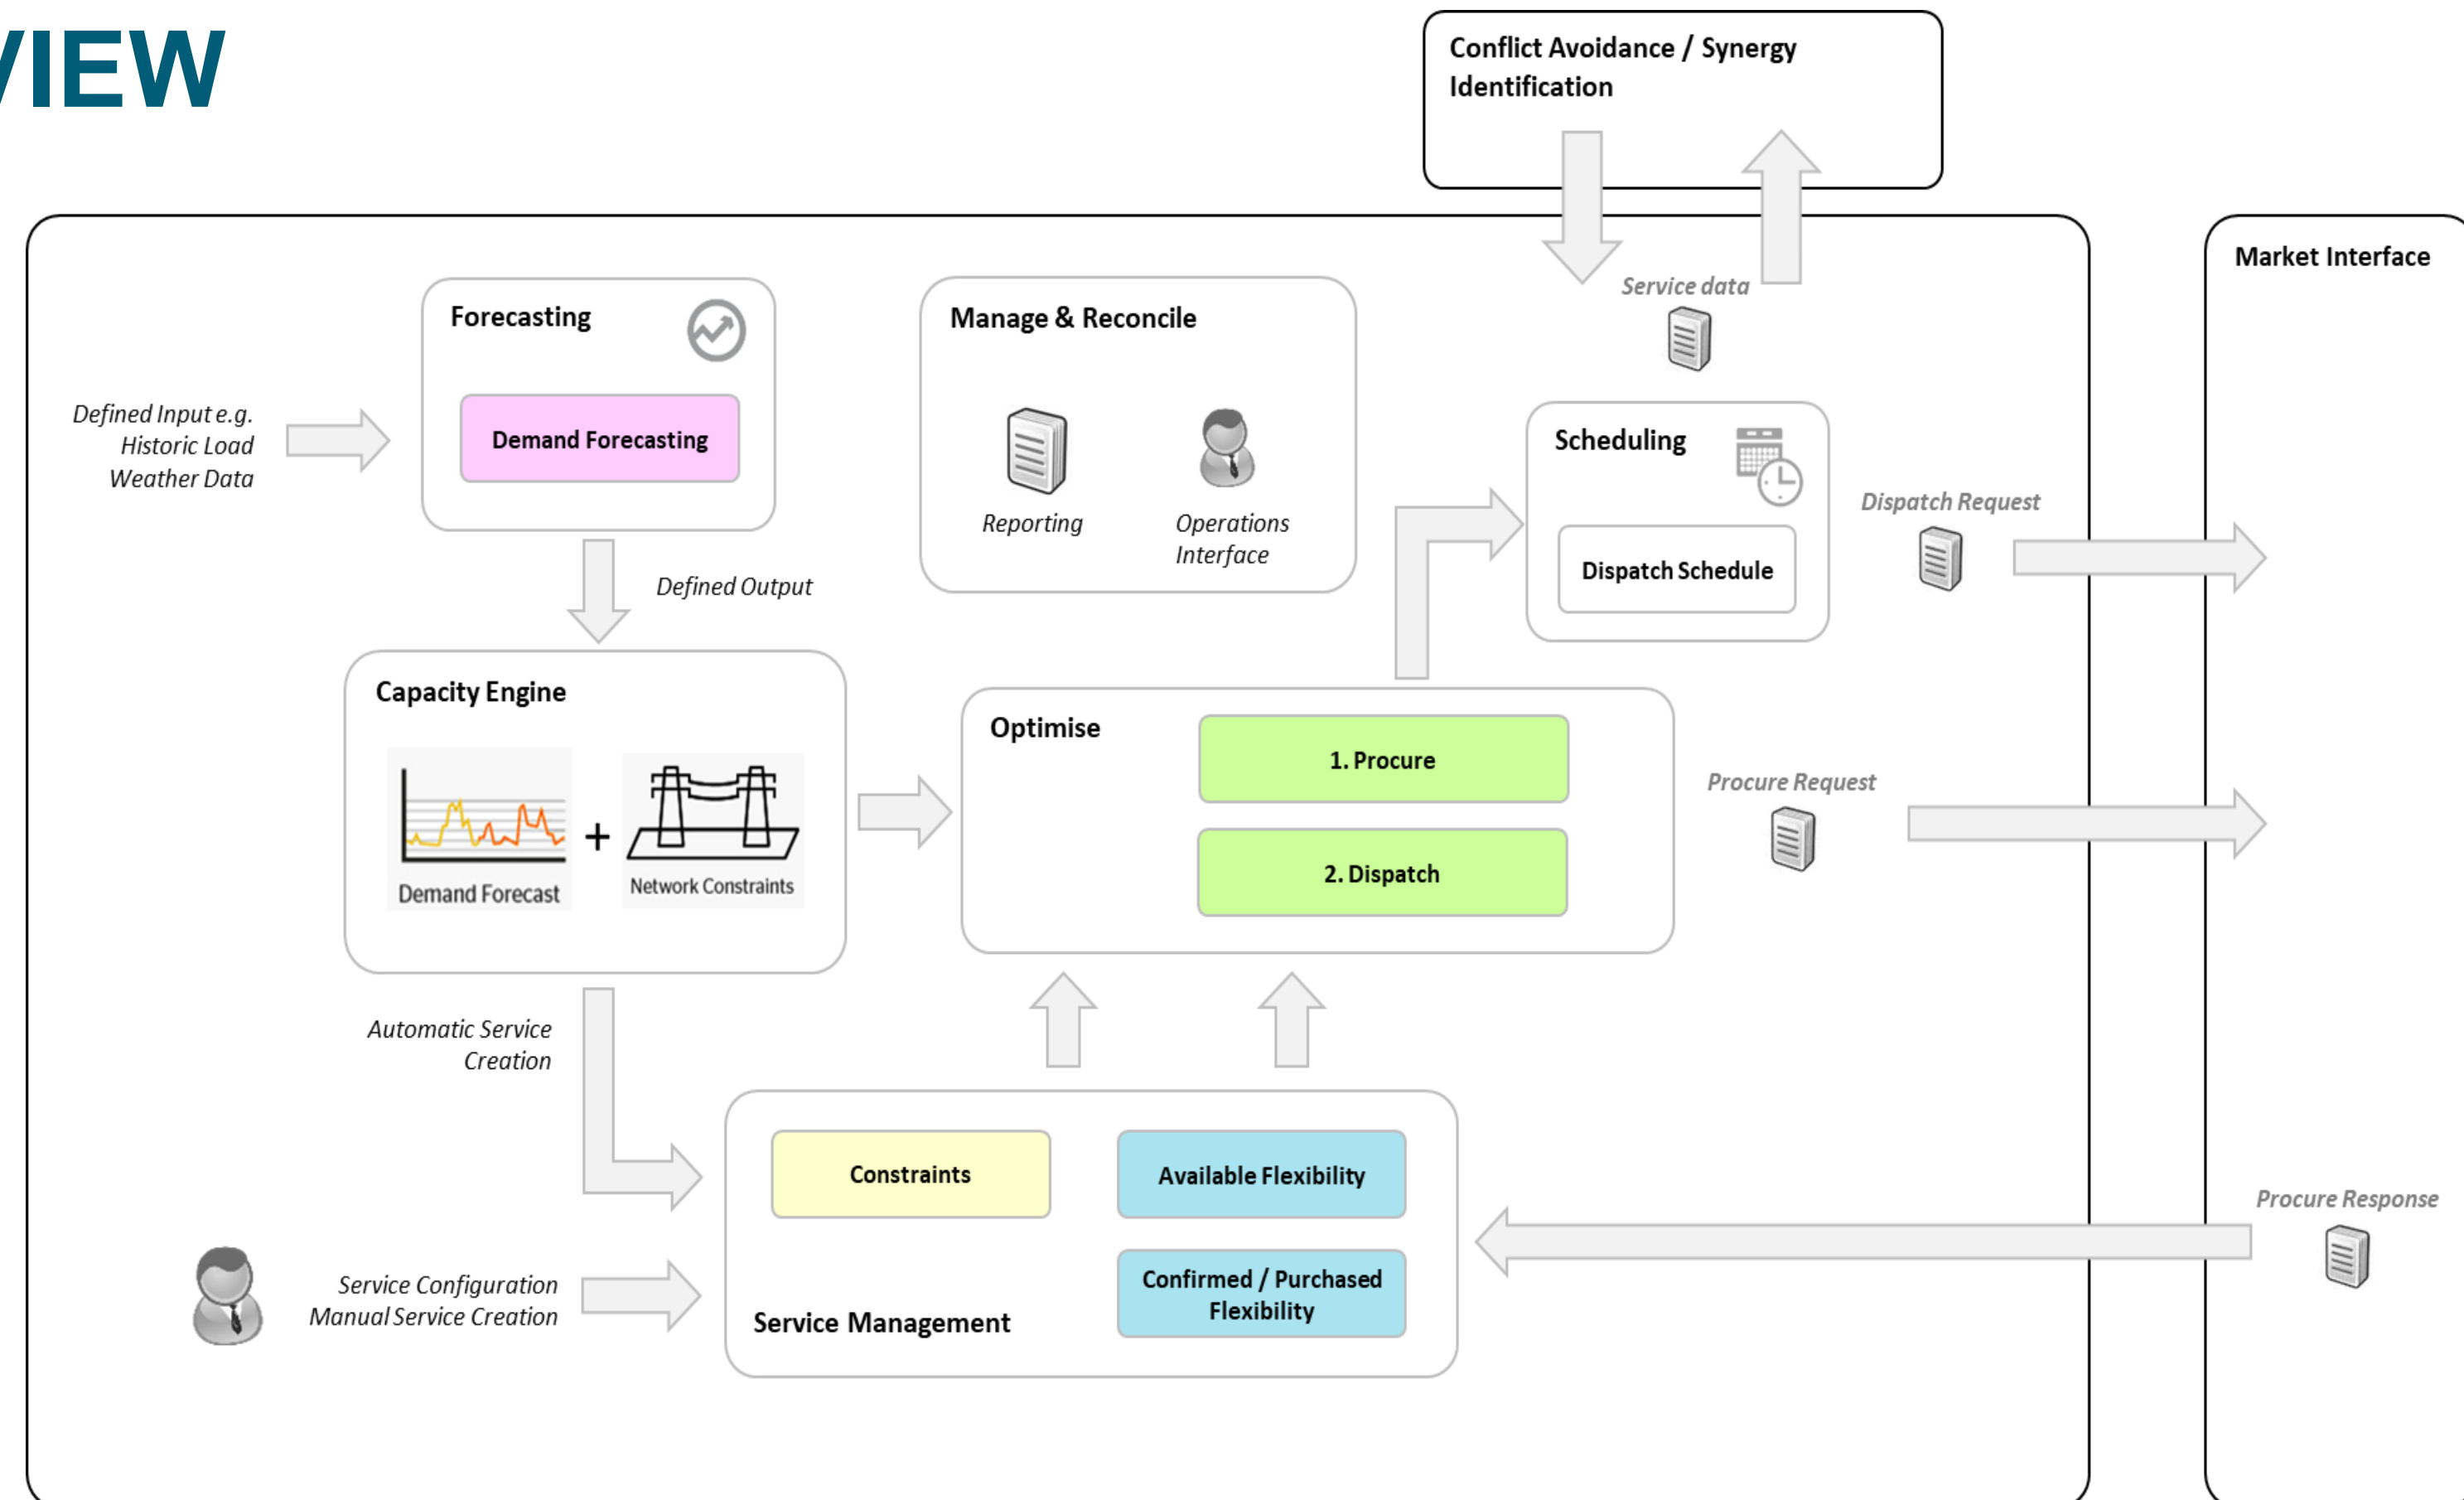 VIEW
Conflict Avoidance / Synergy
Identification
Market Interface
Service data
Forecasting
Demand Forecasting
Manage & Reconcile
Reporting
Operations
Interface
Defined Input e.g.
Historic Load
Weather Data
Scheduling
Dispatch Schedule
Dispatch Request
Defined Output
Capacity Engine
Demand Forecast
+
Network Constraints
Optimise
1. Procure
2. Dispatch
Procure Request
Automatic Service
Creation
Constraints
Available Flexibility
Confirmed / Purchased
Flexibility
Service Management
Service Configuration
Manual Service Creation
Procure Response